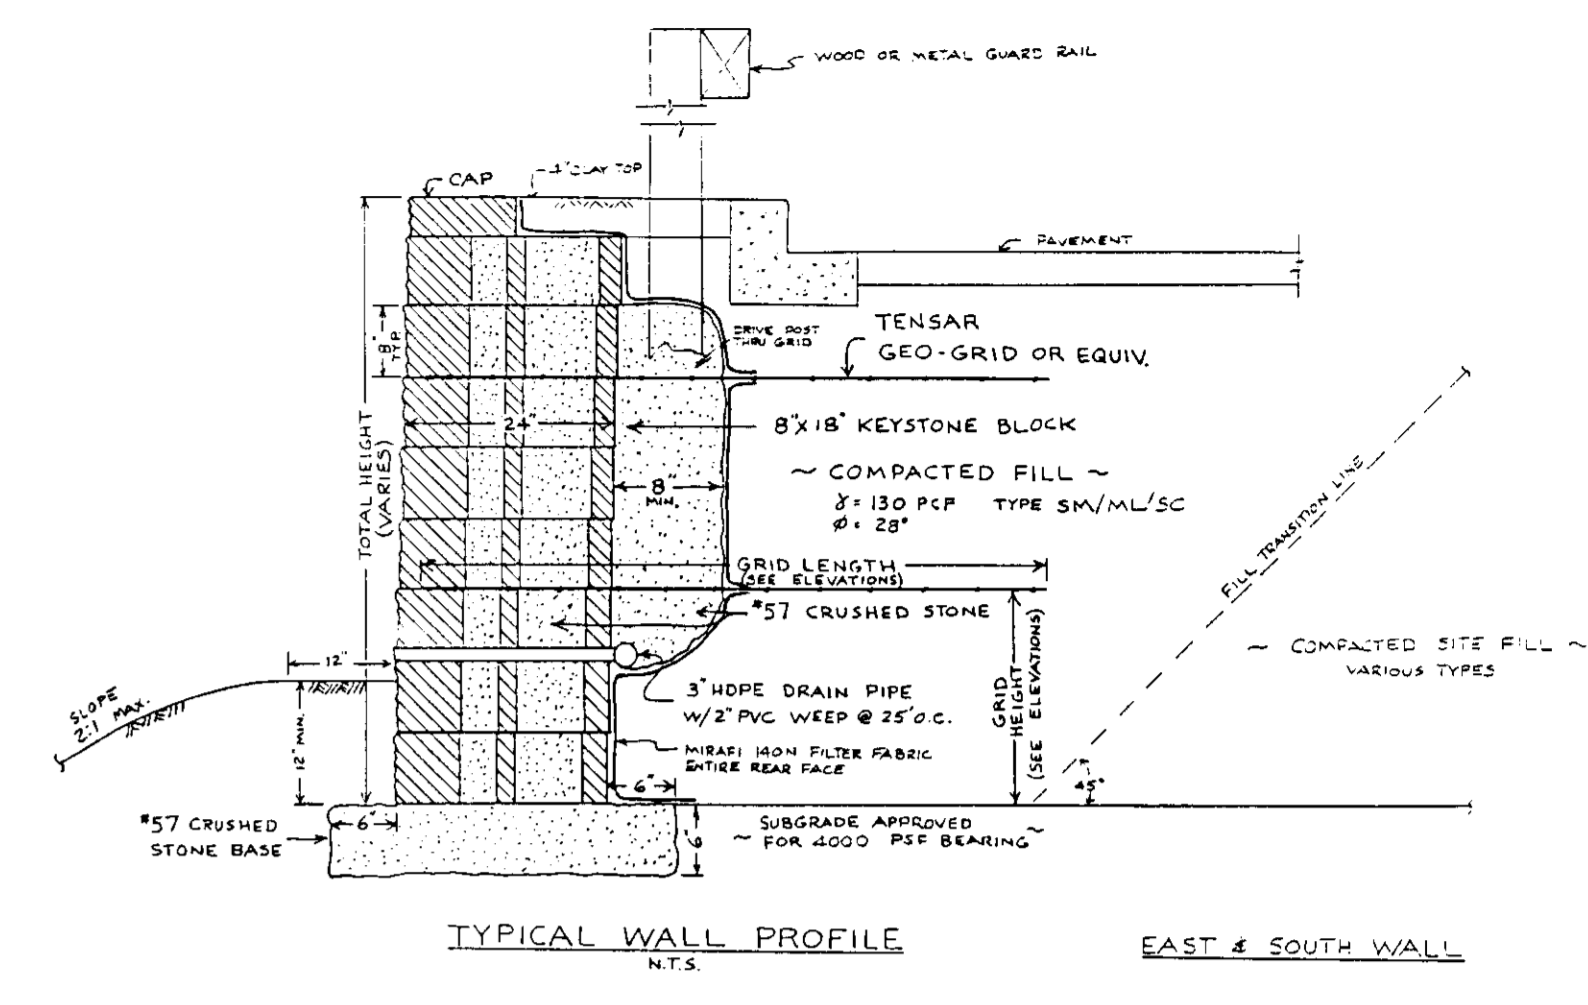 WOOD OR METAL GUARD RAIL
CAP
4" CLAY TOP
PAVEMENT
DRIVE POST
THRU GRID
TENSAR
GEO-GRID OR EQUIV.
8"
TYP.
24"
8"X18" KEYSTONE BLOCK
~ COMPACTED FILL ~
γ = 130 PCF TYPE SM/ML/SC
φ = 28°
8"
MIN.
TOTAL HEIGHT
(VARIES)
GRID LENGTH
(SEE ELEVATIONS)
FILL TRANSITION LINE
#57 CRUSHED STONE
12"
SLOPE
2:1 MAX.
12" MIN.
3" HDPE DRAIN PIPE
W/2" PVC WEEP @ 25' O.C.
GRID
HEIGHT
(SEE ELEVATIONS)
~ COMPACTED SITE FILL ~
VARIOUS TYPES
MIRAFI 140N FILTER FABRIC
ENTIRE REAR FACE
6"
45°
#57 CRUSHED
STONE BASE
6"
6"
SUBGRADE APPROVED
~ FOR 4000 PSF BEARING ~
TYPICAL WALL PROFILE
N.T.S.
EAST & SOUTH WALL